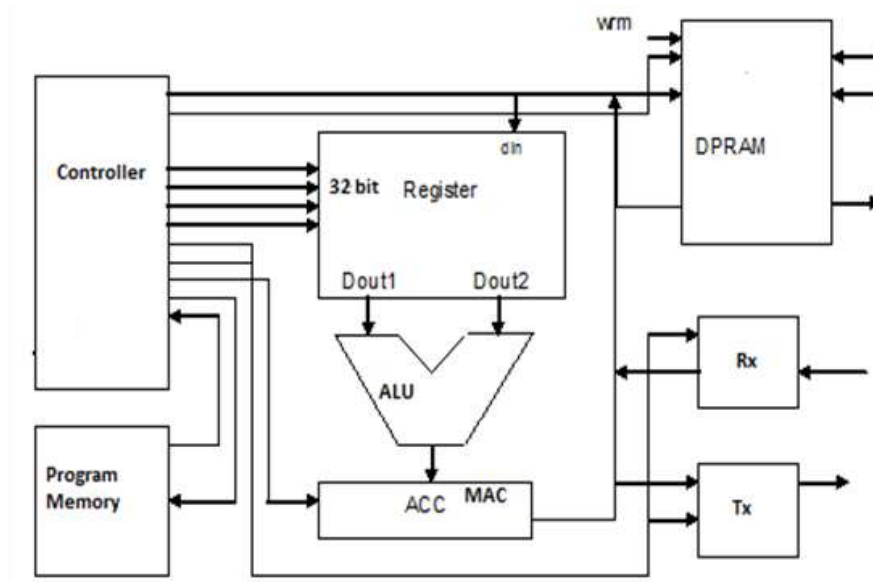 wrm
Controller
DPRAM
din
32 bit Register
Dout1 Dout2
Rx
ALU
Program
Memory
ACC MAC
Tx